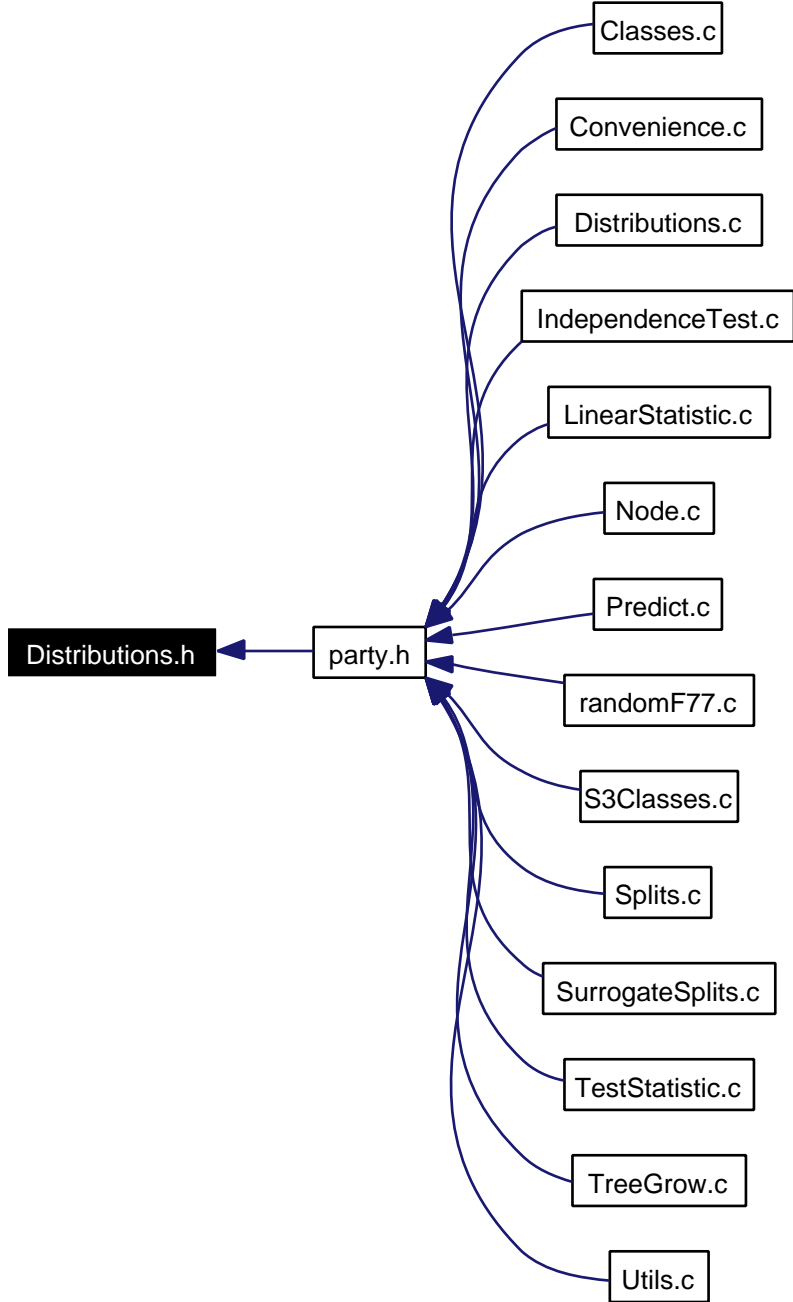 Classes.c
Convenience.c
Distributions.c
IndependenceTest.c
LinearStatistic.c
Node.c
Predict.c
Distributions.h
party.h
randomF77.c
S3Classes.c
Splits.c
SurrogateSplits.c
TestStatistic.c
TreeGrow.c
Utils.c